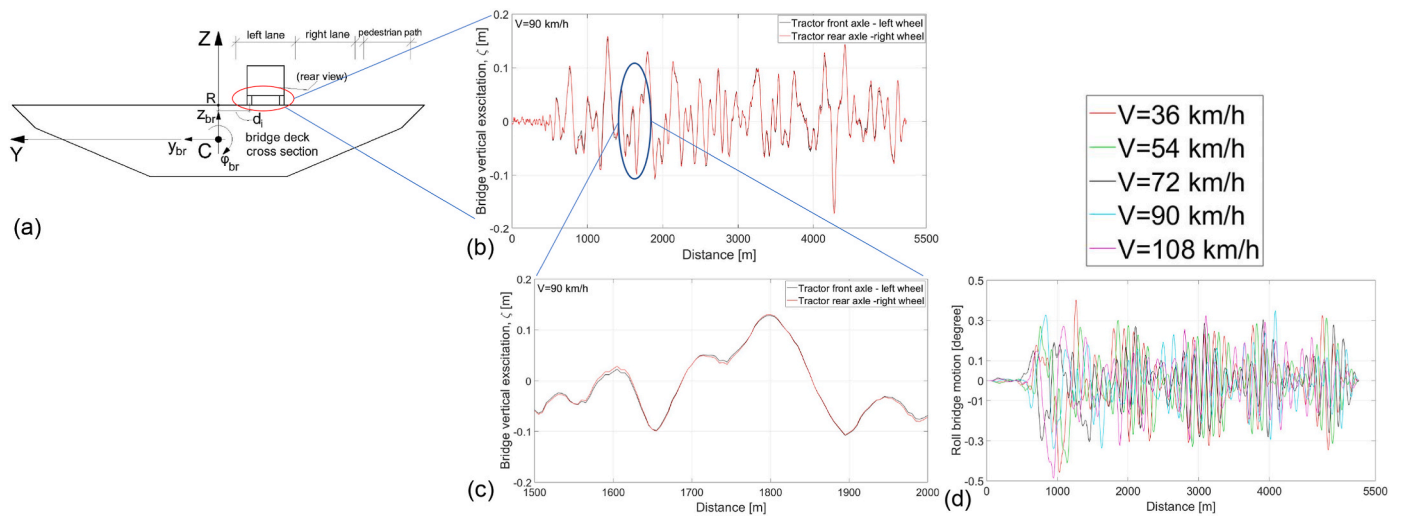 Z
left lane
right lane
pedestrian path
(rear view)
R
z_br
d_i
bridge deck
cross section
Y
y_br
C
φ_br
(a)
V=90 km/h
Tractor front axle - left wheel
Tractor rear axle -right wheel
Bridge vertical exscitation, ζ [m]
0.2
0.1
0
-0.1
-0.2
0
1000
2000
3000
4000
5500
Distance [m]
(b)
V=90 km/h
Tractor front axle - left wheel
Tractor rear axle -right wheel
Bridge vertical exscitation, ζ [m]
0.2
0.1
0
-0.1
-0.2
1500
1600
1700
1800
1900
2000
Distance [m]
(c)
V=36 km/h
V=54 km/h
V=72 km/h
V=90 km/h
V=108 km/h
Roll bridge motion [degree]
0.5
0.3
0.1
-01
-0.3
-0.5
0
1000
2000
3000
4000
5500
Distance [m]
(d)